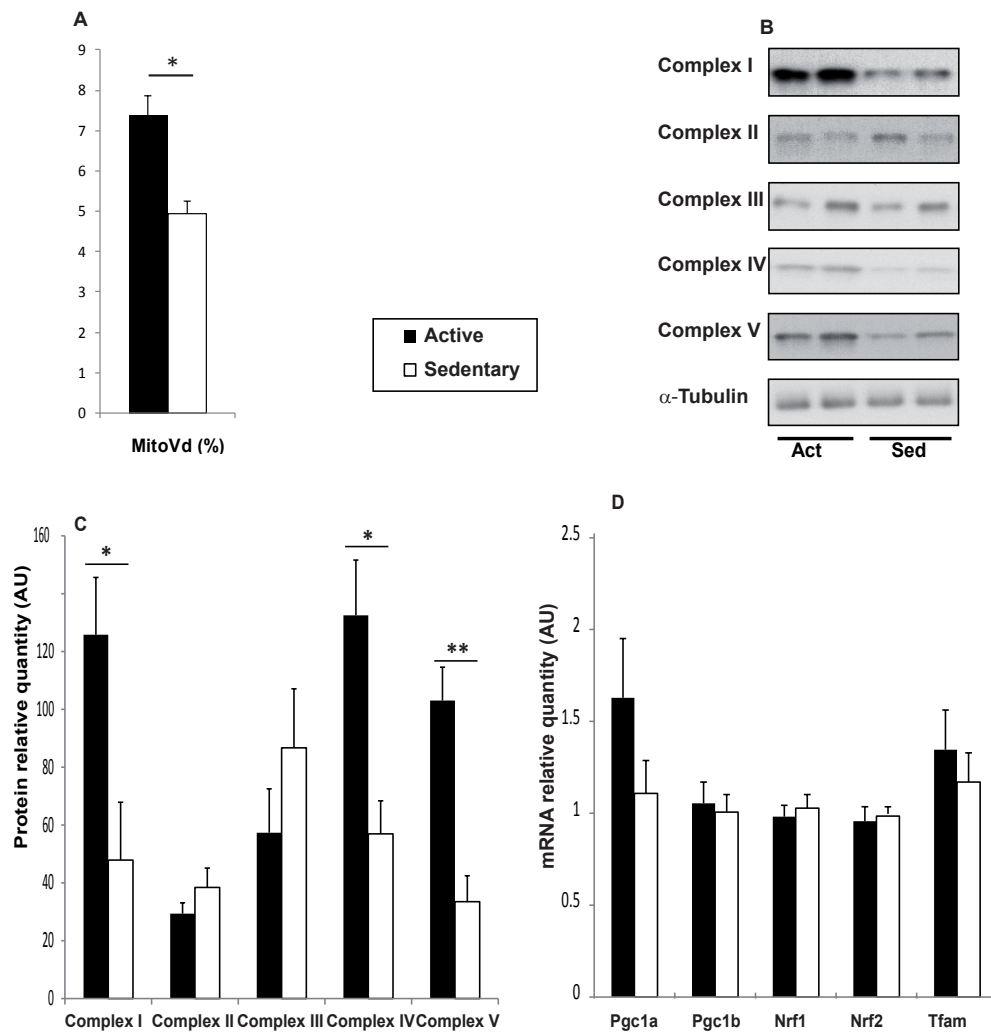 A
9
8
7
6
5
4
3
2
1
0
*
MitoVd (%)
Active
Sedentary
B
Complex I
Complex II
Complex III
Complex IV
Complex V
α-Tubulin
Act Sed
C
Protein relative quantity (AU)
160
140
120
100
80
60
40
20
0
*
*
**
Complex I Complex II Complex III Complex IV Complex V
D
mRNA relative quantity (AU)
2.5
2
1.5
1
0.5
0
Pgc1a Pgc1b Nrf1 Nrf2 Tfam